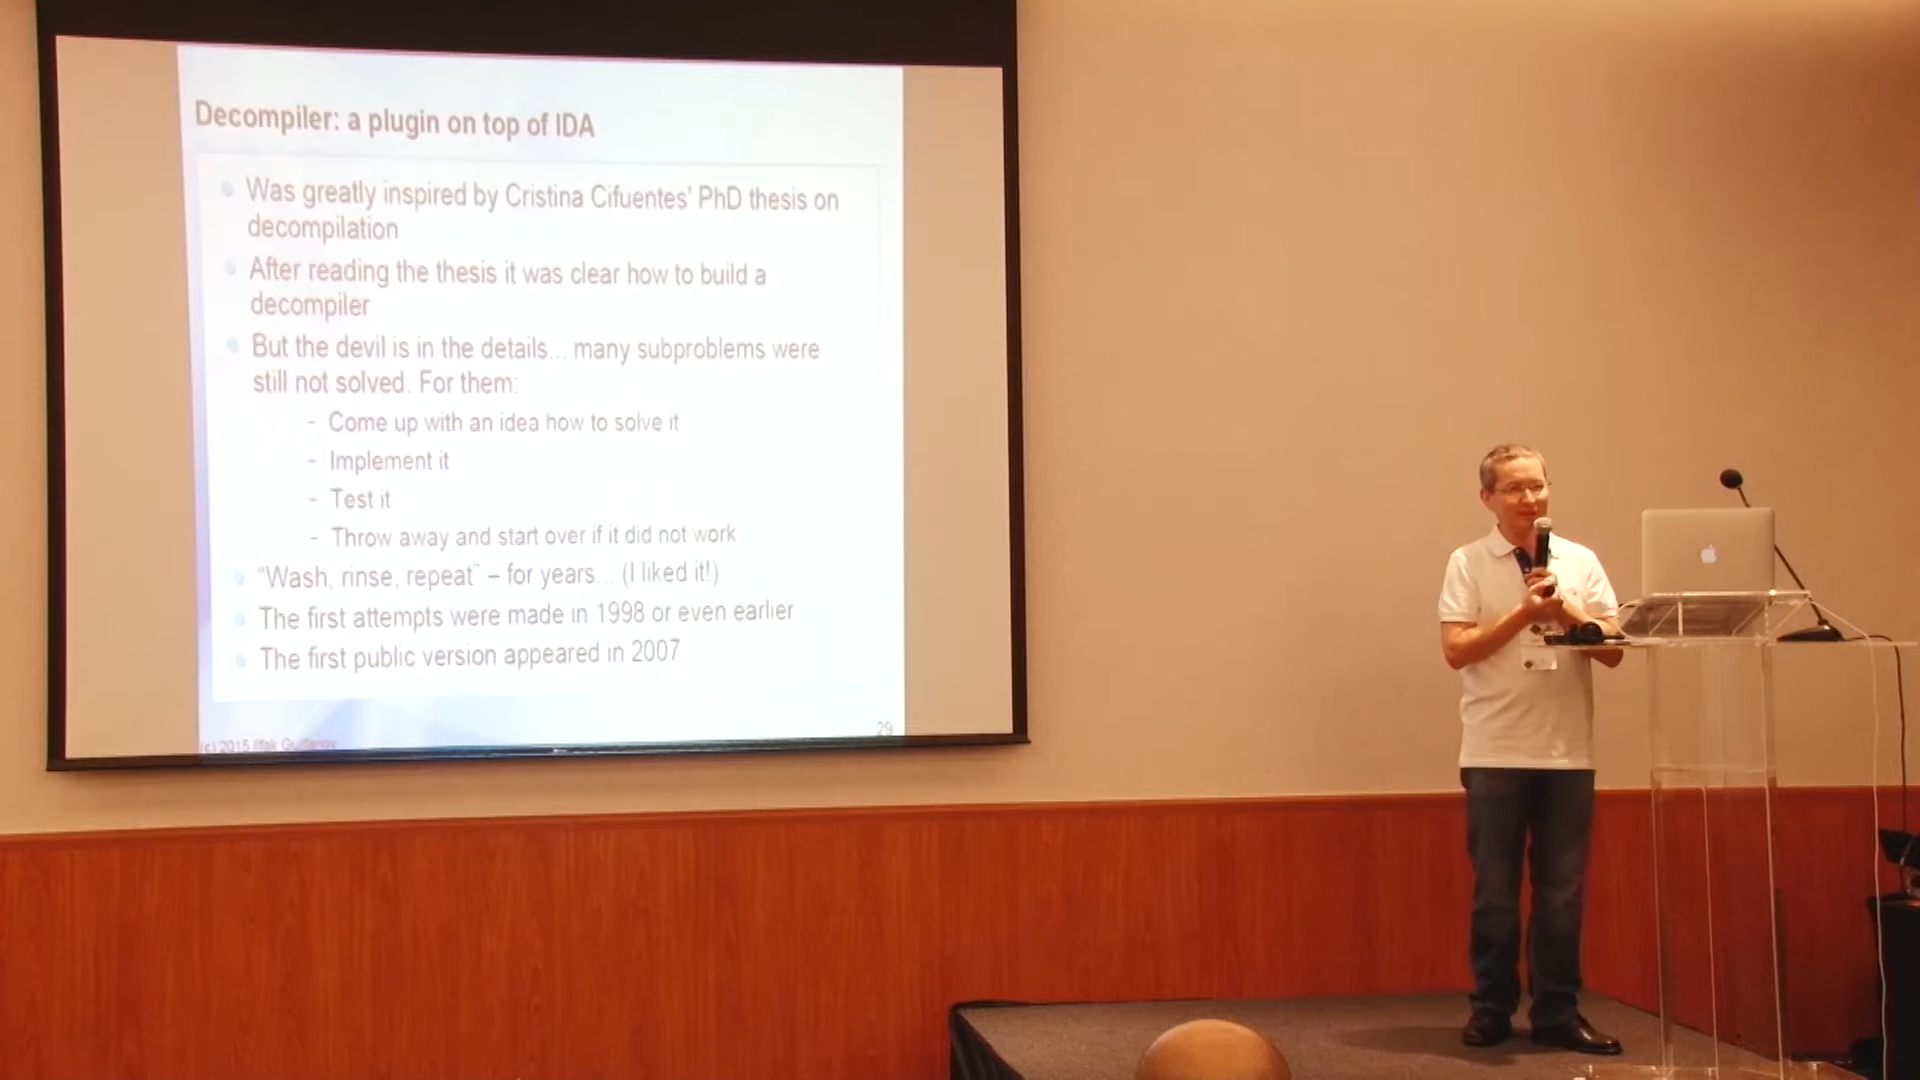 Decompiler: a plugin on top of IDA
Was greatly inspired by Cristina Cifuentes' PhD thesis on
decompilation
After reading the thesis it was clear how to build a
decompiler
But the devil is in the details... many subproblems were
still not solved. For them:
- Come up with an idea how to solve it
- Implement it
- Test it
- Throw away and start over if it did not work
“Wash, rinse, repeat” – for years... (I liked it!)
The first attempts were made in 1998 or even earlier
The first public version appeared in 2007
29
(c) 2015 Ilfak Guilfanov